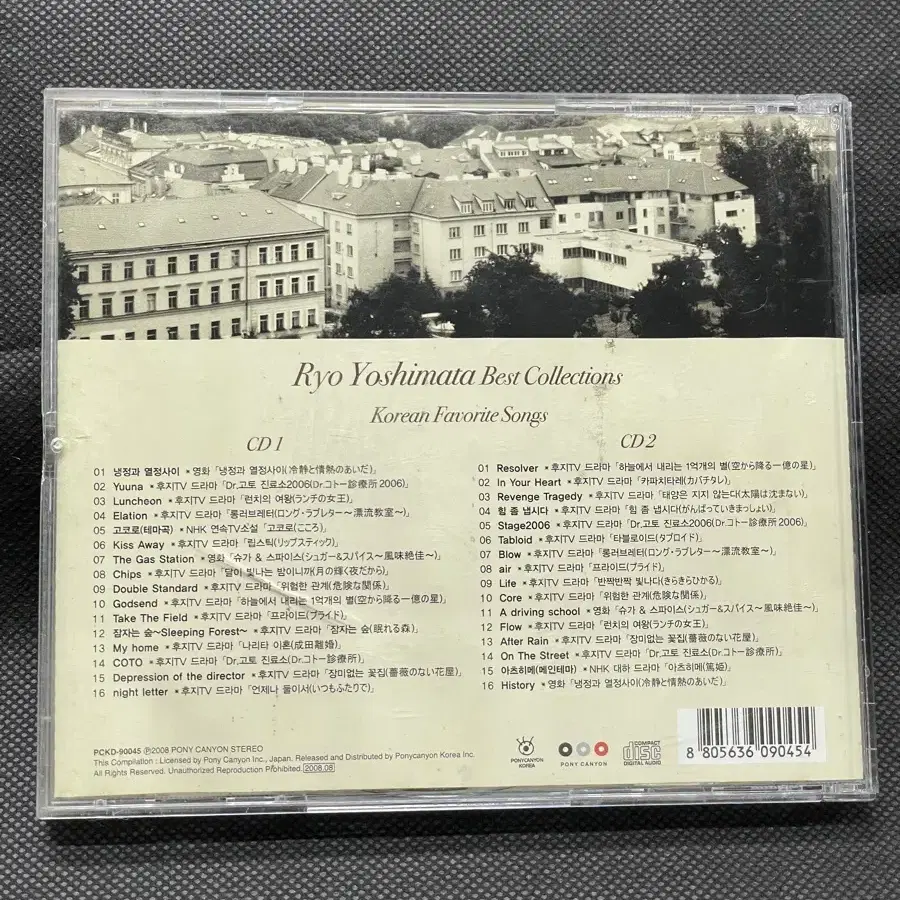 Ryo Yoshimata Best Collections
Korean Favorite Songs
CD 1
01 냉정과 열정사이 *영화「냉정과 열정사이(冷静と情熱のあいだ」
02 Yuuna *후지TV 드라마「Dr.고토 진료소2006(Dr.コトー診療所2006」
03 Luncheon *후지TV 드라마「런치의 여왕(ランチの女王」
04 Elation *후지TV 드라마「롱러브레터(ロング・ラブレター~漂流教室~」
05 고코로(테마곡) *NHK 연속TV소설「고코로(こころ」
06 Kiss Away *후지TV 드라마「립스틱(リップスティック」
07 The Gas Station *영화「슈가 & 스파이스(シュガー&スパイス~風味絶佳~」
08 Chips *후지TV 드라마「달이 빛나는 밤이니까(月の輝く夜だから」
09 Double Standard *후지TV 드라마「위험한 관계(危険な関係」
10 Godsend *후지TV 드라마「하늘에서 내리는 1억개의 별(空から降る一億の星」
11 Take The Field *후지TV 드라마「프라이드(プライド」
12 잠자는 숲~Sleeping Forest~ *후지TV 드라마「잠자는 숲(眠れる森」
13 My home *후지TV 드라마「나리타 이혼(成田離婚」
14 COTO *후지TV 드라마「Dr.고토 진료소(Dr.コトー診療所」
15 Depression of the director *후지TV 드라마「장미없는 꽃집(薔薇のない花屋」
16 night letter *후지TV 드라마「언제나 둘이서(いつもふたりで」
CD 2
01 Resolver *후지TV 드라마「하늘에서 내리는 1억개의 별(空から降る一億の星」
02 In Your Heart *후지TV 드라마「카파치타레(カバチタレ」
03 Revenge Tragedy *후지TV 드라마「태양은 지지 않는다(太陽は沈まない」
04 힘 좀 냅시다 *후지TV 드라마「힘 좀 냅시다(がんばっていきまっしょい」
05 Stage2006 *후지TV 드라마「Dr.고토 진료소2006(Dr.コトー診療所2006」
06 Tabloid *후지TV 드라마「타블로이드(タブロイド」
07 Blow *후지TV 드라마「롱러브레터(ロング・ラブレター~漂流教室~」
08 air *후지TV 드라마「프라이드(プライド」
09 Life *후지TV 드라마「반짝반짝 빛나다(きらきらひかる」
10 Core *후지TV 드라마「위험한 관계(危険な関係」
11 A driving school *영화「슈가 & 스파이스(シュガー&スパイス~風味絶佳~」
12 Flow *후지TV 드라마「런치의 여왕(ランチの女王」
13 After Rain *후지TV 드라마「장미없는 꽃집(薔薇のない花屋」
14 On The Street *후지TV 드라마「Dr.고토 진료소(Dr.コトー診療所」
15 아츠히메(메인테마) *NHK 대하 드라마「아츠히메(篤姫」
16 History *영화「냉정과 열정사이(冷静と情熱のあいだ」
PCKD-90045 ℗2008 PONY CANYON STEREO
This Compilation : Licensed by Pony Canyon Inc., Japan. Released and Distributed by Ponycanyon Korea Inc.
All Rights Reserved. Unauthorized Reproduction Prohibited. 2008.08
PONYCANYON
KOREA
PONY CANYON
COMPACT
disc
DIGITAL AUDIO
8 805636 090454